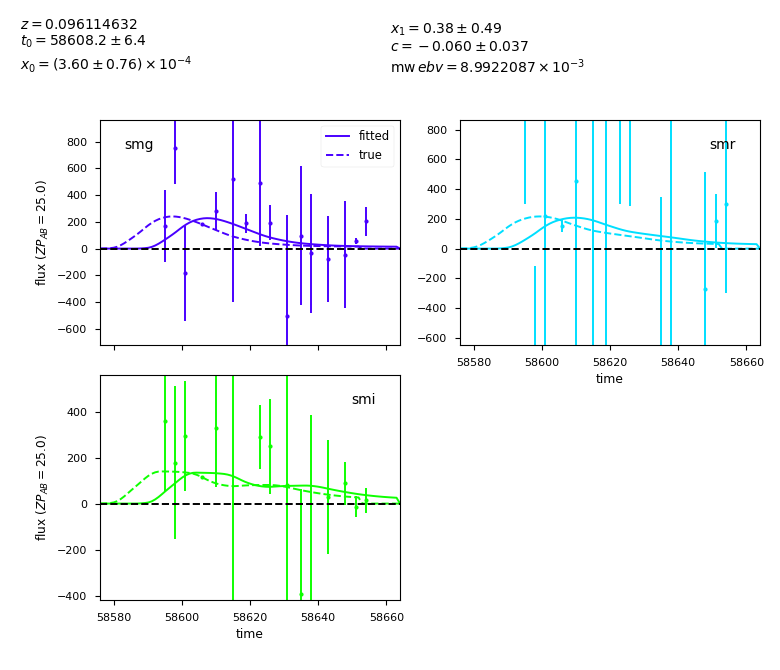 z = 0.096114632
t₀ = 58608.2 ± 6.4
x₀ = (3.60 ± 0.76) × 10⁻⁴
x₁ = 0.38 ± 0.49
c = −0.060 ± 0.037
mw ebv = 8.9922087 × 10⁻³
smg
fitted
true
800
600
400
200
0
−200
−400
−600
flux (ZP_AB = 25.0)
smr
800
600
400
200
0
−200
−400
−600
58580 58600 58620 58640 58660
time
smi
400
200
0
−200
−400
flux (ZP_AB = 25.0)
58580 58600 58620 58640 58660
time